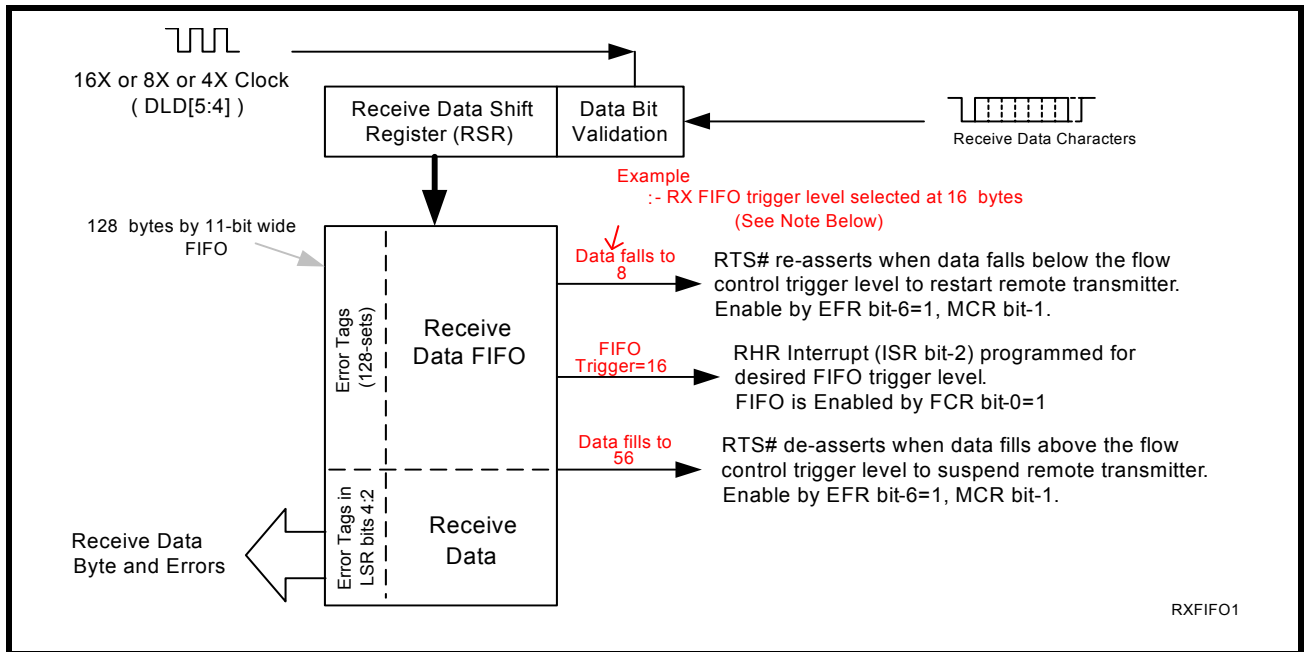 16X or 8X or 4X Clock
( DLD[5:4] )
Receive Data Shift
Register (RSR)
Data Bit
Validation
Receive Data Characters
Example
:- RX FIFO trigger level selected at 16 bytes
(See Note Below)
128 bytes by 11-bit wide
FIFO
Error Tags
(128-sets)
Receive
Data FIFO
Data falls to
8
RTS# re-asserts when data falls below the flow
control trigger level to restart remote transmitter.
Enable by EFR bit-6=1, MCR bit-1.
FIFO
Trigger=16
RHR Interrupt (ISR bit-2) programmed for
desired FIFO trigger level.
FIFO is Enabled by FCR bit-0=1
Data fills to
56
RTS# de-asserts when data fills above the flow
control trigger level to suspend remote transmitter.
Enable by EFR bit-6=1, MCR bit-1.
Error Tags in
LSR bits 4:2
Receive
Data
Receive Data
Byte and Errors
RXFIFO1